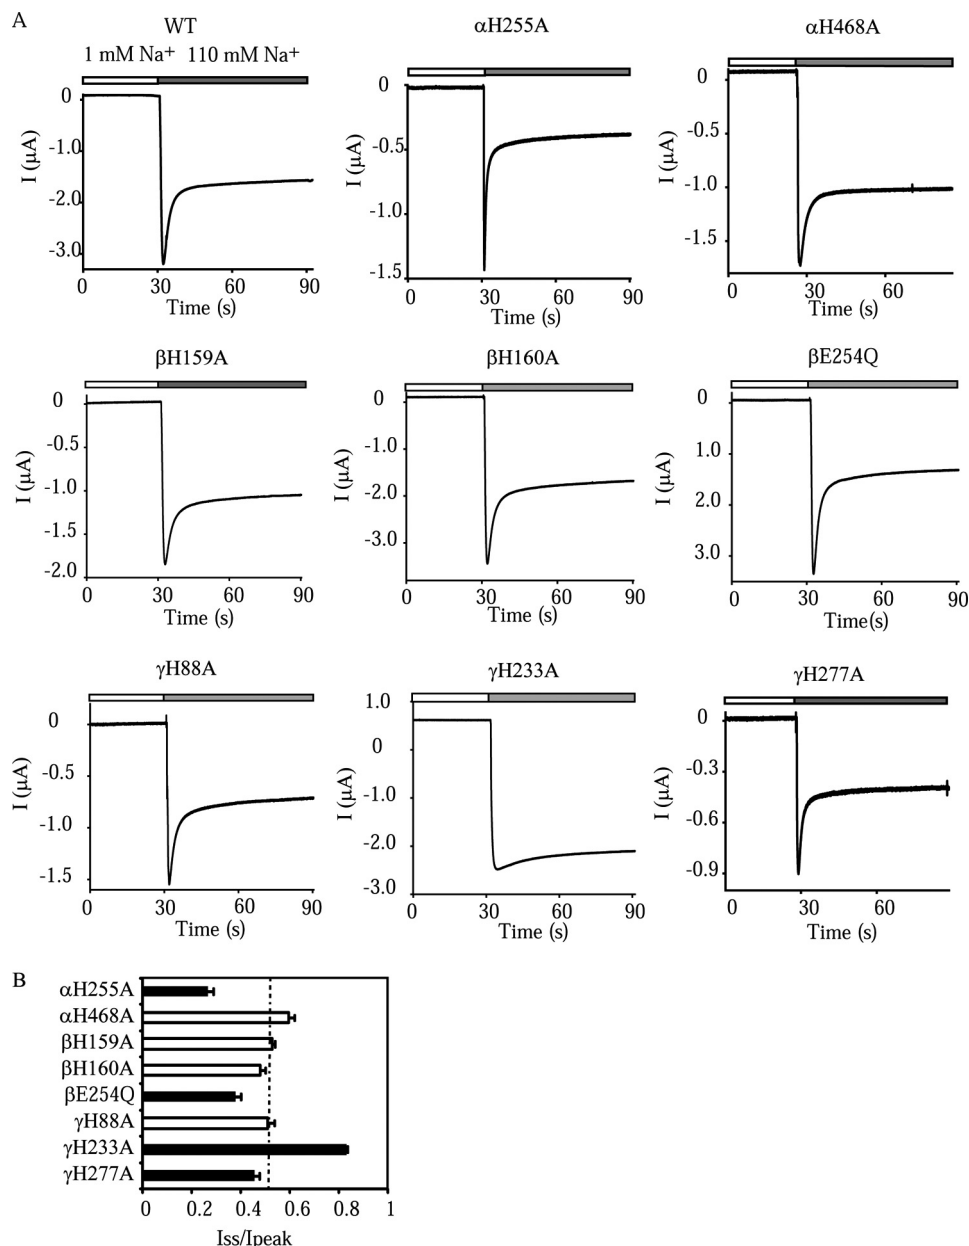 A
WT
αH255A
αH468A
1 mM Na+ 110 mM Na+
0
-1.0
-2.0
-3.0
I (µA)
0 30 60 90
Time (s)
0
-0.5
-1.0
-1.5
I (µA)
0 30 60 90
Time (s)
0
-0.5
-1.0
-1.5
I (µA)
0 30 60
Time (s)
βH159A
βH160A
βE254Q
0
-0.5
-1.0
-1.5
-2.0
I (µA)
0 30 60 90
Time (s)
0
-1.0
-2.0
-3.0
I (µA)
0 30 60 90
Time (s)
0
1.0
2.0
3.0
I (µA)
0 30 60 90
Time(s)
γH88A
γH233A
γH277A
0
-0.5
-1.0
-1.5
I (µA)
0 30 60 90
Time (s)
1.0
0
-1.0
-2.0
-3.0
I (µA)
0 30 60 90
Time (s)
0
-0.3
-0.6
-0.9
I (µA)
0 30 60
Time (s)
B
αH255A
αH468A
βH159A
βH160A
βE254Q
γH88A
γH233A
γH277A
0 0.2 0.4 0.6 0.8 1
Iss/Ipeak